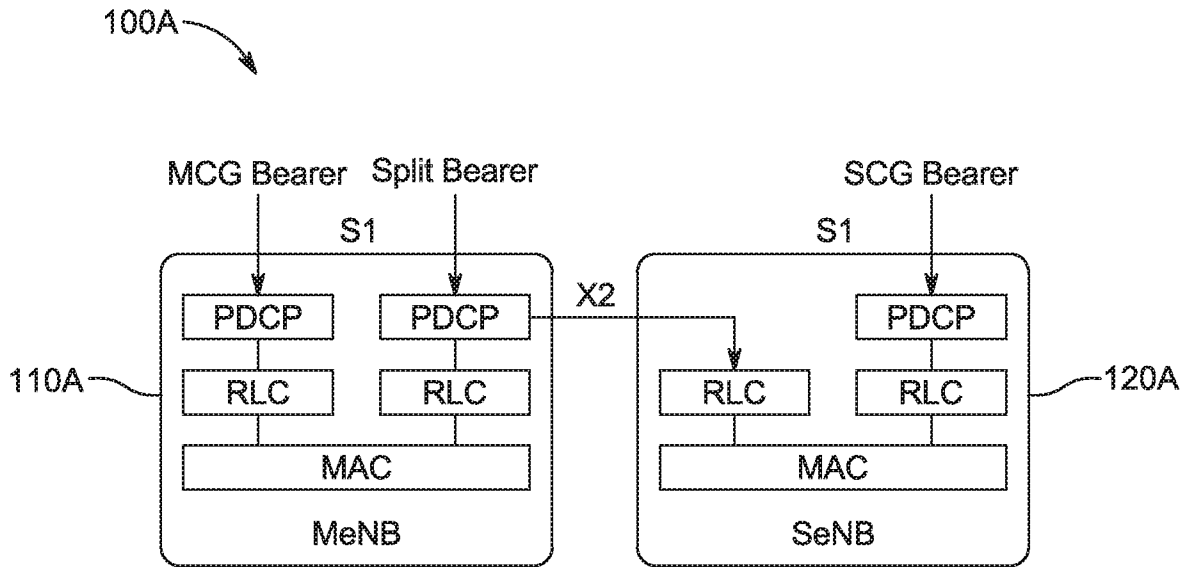 100A
MCG Bearer Split Bearer SCG Bearer
S1 S1
PDCP PDCP X2 PDCP
110A RLC RLC RLC RLC 120A
MAC MAC
MeNB SeNB